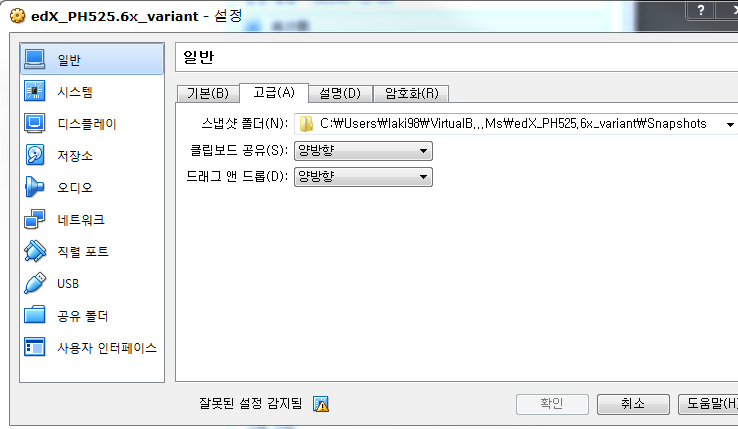 edX_PH525.6x_variant - 설정
?
일반
시스템
디스플레이
저장소
오디오
네트워크
직렬 포트
USB
공유 폴더
사용자 인터페이스
일반
기본(B) 고급(A) 설명(D) 암호화(R)
스냅샷 폴더(N): C:₩Users₩laki98₩VirtualB...Ms₩edX_PH525.6x_variant₩Snapshots
클립보드 공유(S): 양방향
드래그 앤 드롭(D): 양방향
잘못된 설정 감지됨
확인 취소 도움말(H)